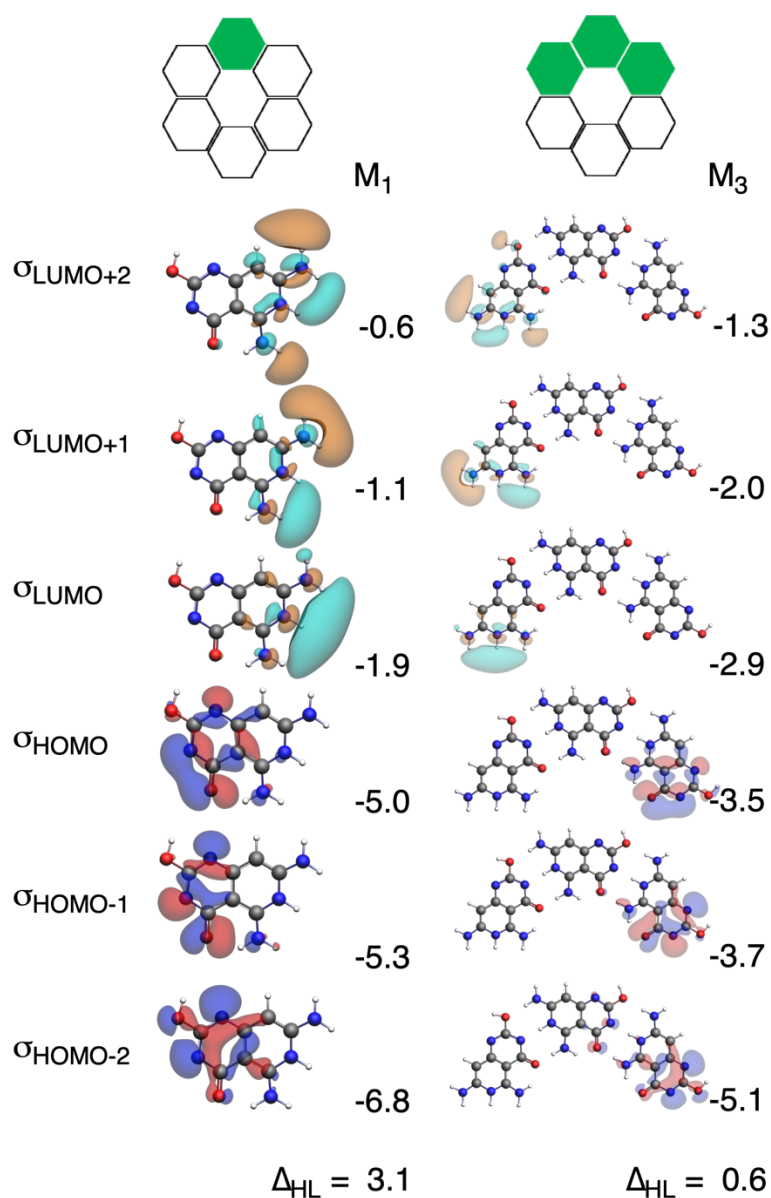 M₁ M₃
σLUMO+2 -0.6 -1.3
σLUMO+1 -1.1 -2.0
σLUMO -1.9 -2.9
σHOMO -5.0 -3.5
σHOMO-1 -5.3 -3.7
σHOMO-2 -6.8 -5.1
ΔHL = 3.1 ΔHL = 0.6